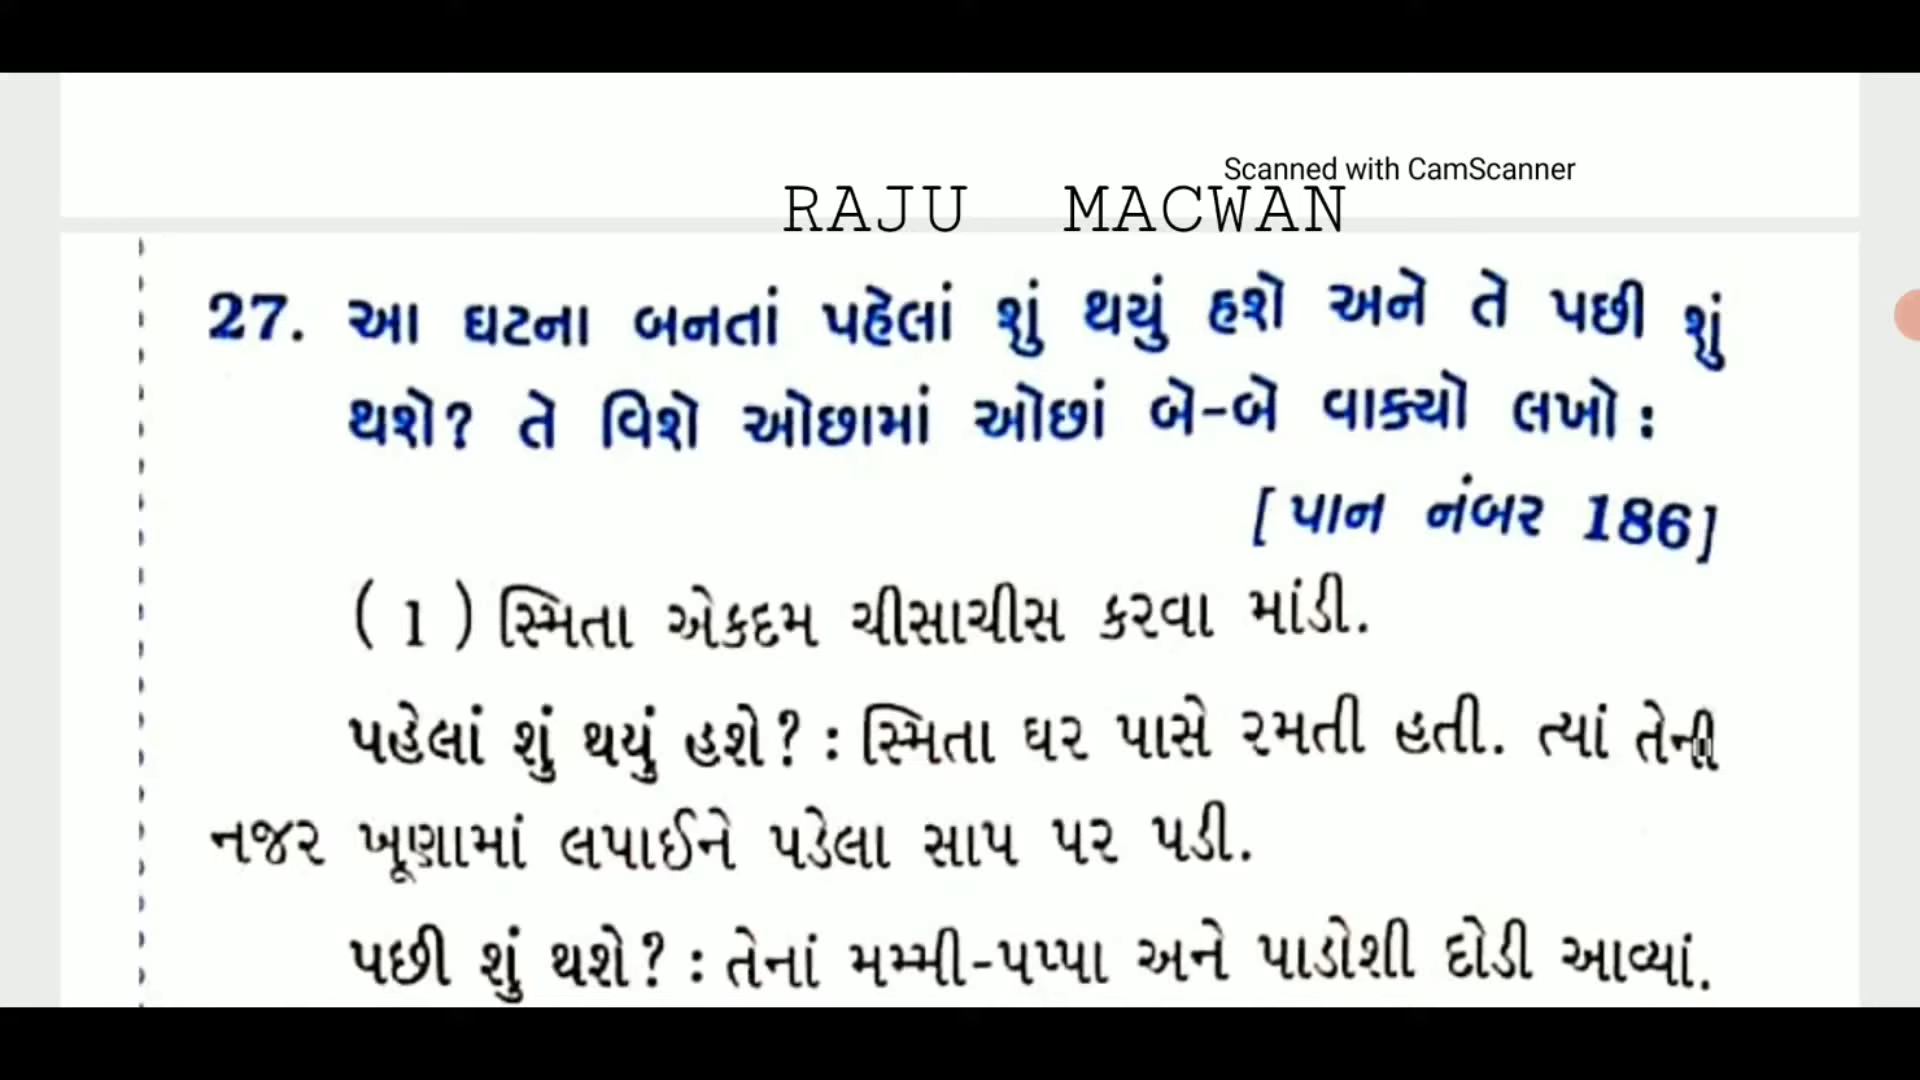 Scanned with CamScanner
RAJU MACWAN
27. આ ઘટના બનતાં પહેલાં શું થયું હશે અને તે પછી શું
થશે? તે વિશે ઓછામાં ઓછાં બે-બે વાક્યો લખો :
[પાન નંબર 186]
(1) સ્મિતા એકદમ ચીસાચીસ કરવા માંડી.
પહેલાં શું થયું હશે? : સ્મિતા ઘર પાસે રમતી હતી. ત્યાં તેની
નજર ખૂણામાં લપાઈને પડેલા સાપ પર પડી.
પછી શું થશે? : તેનાં મમ્મી-પપ્પા અને પાડોશી દોડી આવ્યાં.